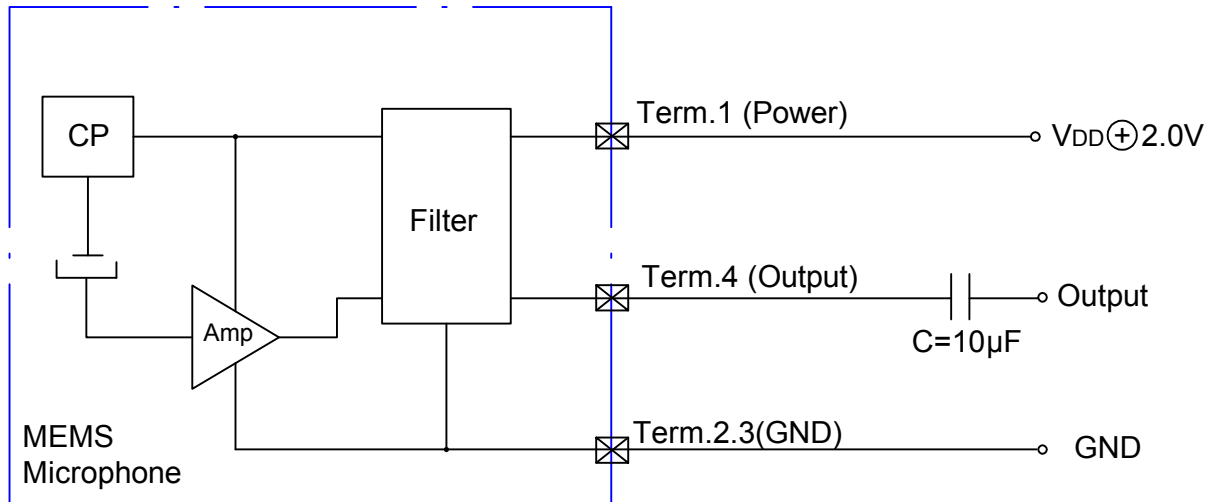 Term.1 (Power)
CP
VDD⊕2.0V
Filter
Term.4 (Output)
Output
Amp
C=10µF
Term.2.3(GND)
GND
MEMS
Microphone